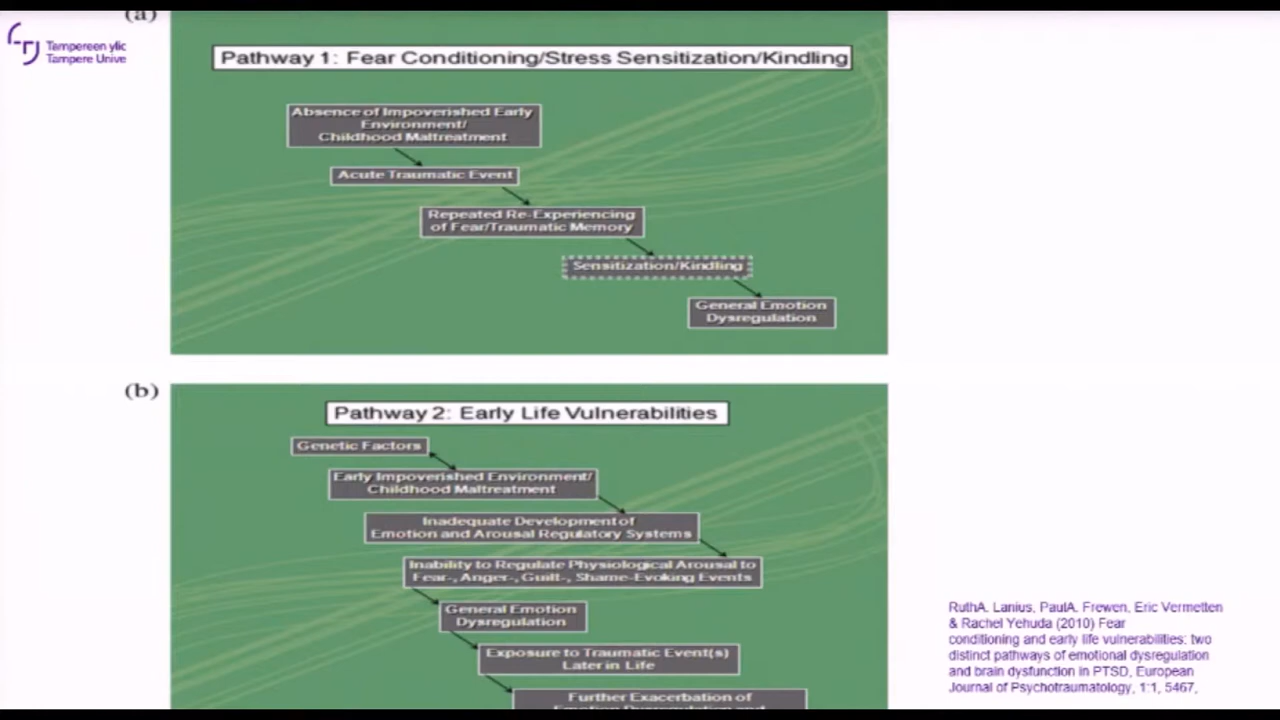 (a)
Tampereen ylic
Tampere Unive
Pathway 1: Fear Conditioning/Stress Sensitization/Kindling
Absence of Impoverished Early
Environment/
Childhood Maltreatment
Acute Traumatic Event
Repeated Re-Experiencing
of Fear/Traumatic Memory
Sensitization/Kindling
General Emotion
Dysregulation
(b)
Pathway 2: Early Life Vulnerabilities
Genetic Factors
Early Impoverished Environment/
Childhood Maltreatment
Inadequate Development of
Emotion and Arousal Regulatory Systems
Inability to Regulate Physiological Arousal to
Fear-, Anger-, Guilt-, Shame-Evoking Events
General Emotion
Dysregulation
Exposure to Traumatic Event(s)
Later in Life
Further Exacerbation of
Emotion Dysregulation and
RuthA. Lanius, PaulA. Frewen, Eric Vermetten
& Rachel Yehuda (2010) Fear
conditioning and early life vulnerabilities: two
distinct pathways of emotional dysregulation
and brain dysfunction in PTSD, European
Journal of Psychotraumatology, 1:1, 5467,